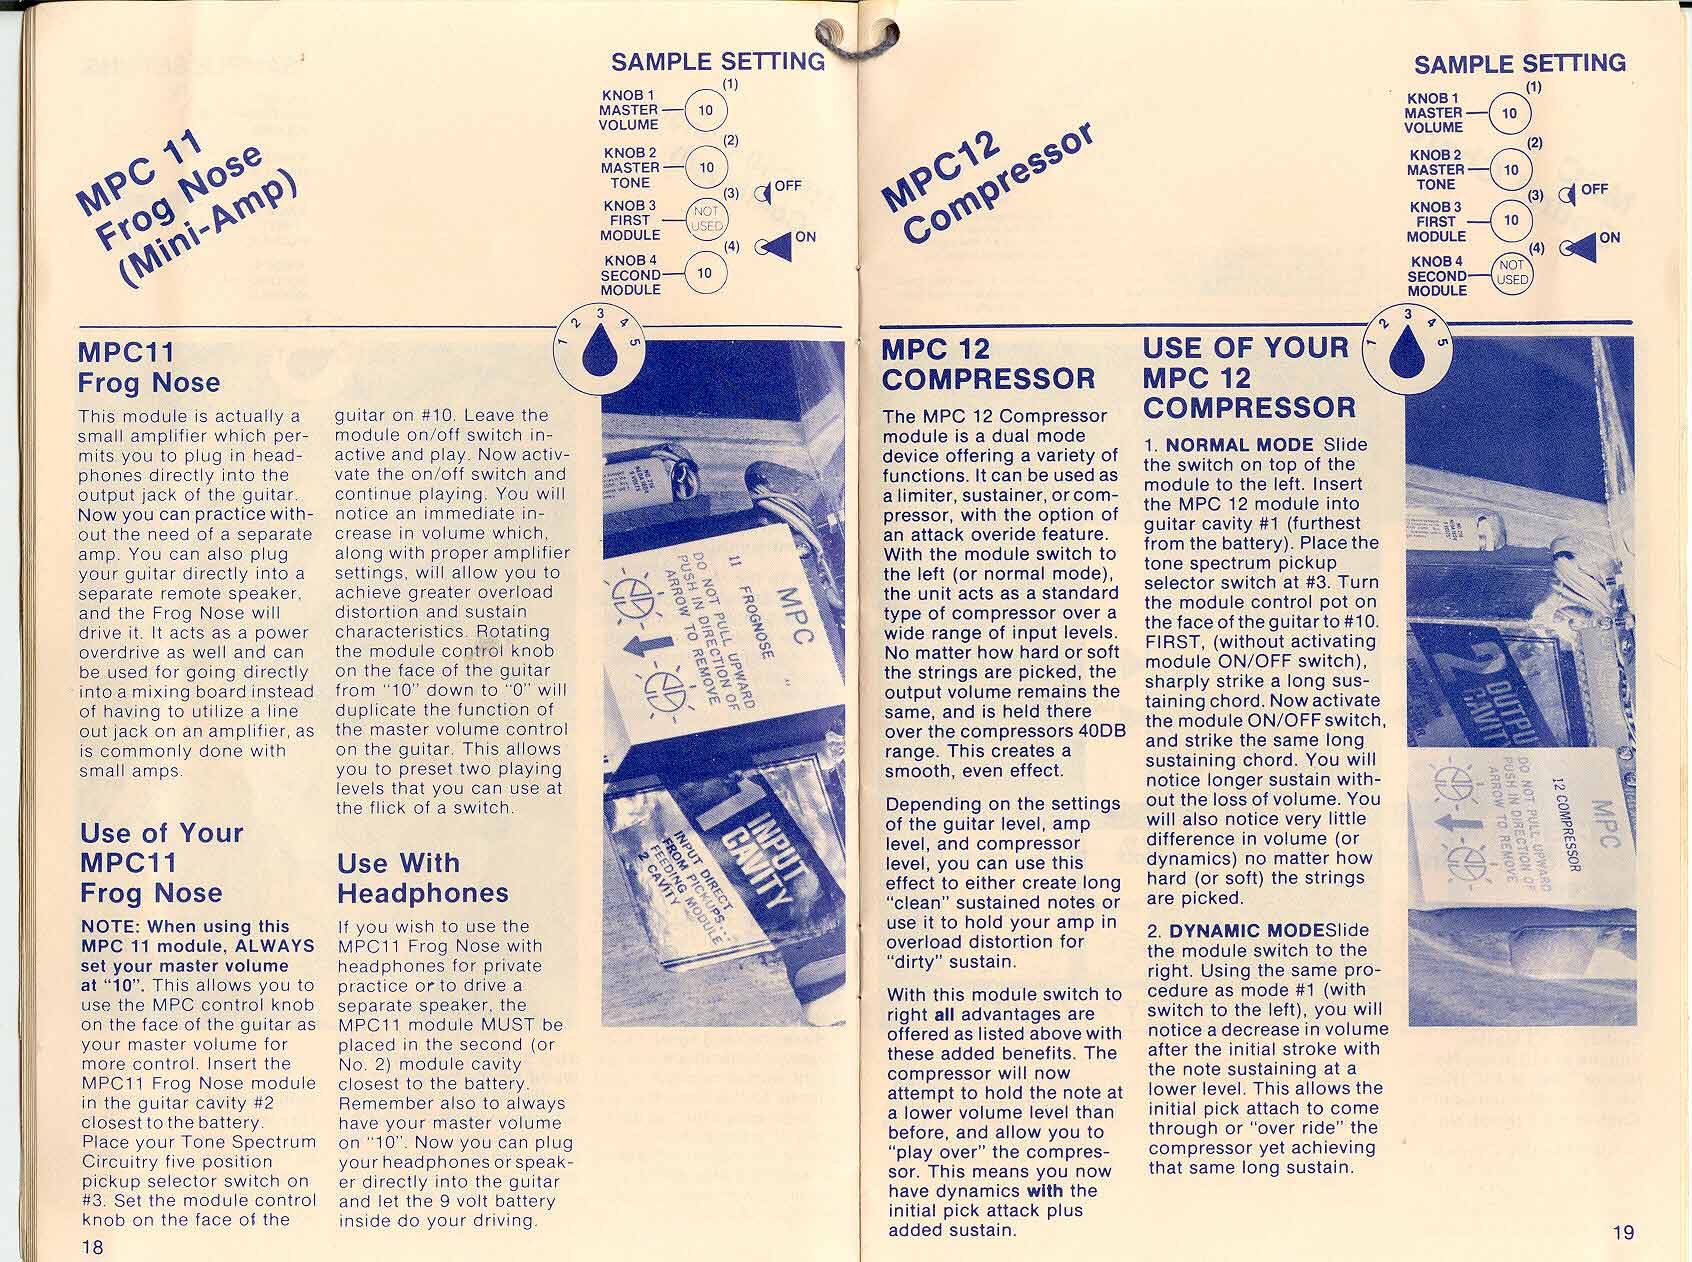 SAMPLE SETTING
KNOB 1
MASTER
VOLUME
10
(1)
KNOB 2
MASTER
TONE
10
(2)
KNOB 3
FIRST
MODULE
NOT
USED
(3)
OFF
KNOB 4
SECOND
MODULE
10
(4)
ON
MPC 11
Frog Nose
(Mini-Amp)
1 2 3 4 5
MPC11
Frog Nose
This module is actually a
small amplifier which per-
mits you to plug in head-
phones directly into the
output jack of the guitar.
Now you can practice with-
out the need of a separate
amp. You can also plug
your guitar directly into a
separate remote speaker,
and the Frog Nose will
drive it. It acts as a power
overdrive as well and can
be used for going directly
into a mixing board instead
of having to utilize a line
out jack on an amplifier, as
is commonly done with
small amps.
Use of Your
MPC11
Frog Nose
NOTE: When using this
MPC 11 module, ALWAYS
set your master volume
at "10". This allows you to
use the MPC control knob
on the face of the guitar as
your master volume for
more control. Insert the
MPC11 Frog Nose module
in the guitar cavity #2
closest to the battery.
Place your Tone Spectrum
Circuitry five position
pickup selector switch on
#3. Set the module control
knob on the face of the
guitar on #10. Leave the
module on/off switch in-
active and play. Now activ-
vate the on/off switch and
continue playing. You will
notice an immediate in-
crease in volume which,
along with proper amplifier
settings, will allow you to
achieve greater overload
distortion and sustain
characteristics. Rotating
the module control knob
on the face of the guitar
from "10" down to "0" will
duplicate the function of
the master volume control
on the guitar. This allows
you to preset two playing
levels that you can use at
the flick of a switch.
Use With
Headphones
If you wish to use the
MPC11 Frog Nose with
headphones for private
practice or to drive a
separate speaker, the
MPC11 module MUST be
placed in the second (or
No. 2) module cavity
closest to the battery.
Remember also to always
have your master volume
on "10". Now you can plug
your headphones or speak-
er directly into the guitar
and let the 9 volt battery
inside do your driving.
MPC
11 FROGNOSE
DO NOT PULL UPWARD
PUSH IN DIRECTION OF
ARROW TO REMOVE
1 INPUT
CAVITY
INPUT DIRECT
FROM PICKUPS...
FEEDING MODULE
2 CAVITY
18
SAMPLE SETTING
KNOB 1
MASTER
VOLUME
10
(1)
KNOB 2
MASTER
TONE
10
(2)
KNOB 3
FIRST
MODULE
10
(3)
OFF
KNOB 4
SECOND
MODULE
NOT
USED
(4)
ON
MPC12
Compressor
1 2 3 4 5
MPC 12
COMPRESSOR
The MPC 12 Compressor
module is a dual mode
device offering a variety of
functions. It can be used as
a limiter, sustainer, or com-
pressor, with the option of
an attack overide feature.
With the module switch to
the left (or normal mode),
the unit acts as a standard
type of compressor over a
wide range of input levels.
No matter how hard or soft
the strings are picked, the
output volume remains the
same, and is held there
over the compressors 40DB
range. This creates a
smooth, even effect.
Depending on the settings
of the guitar level, amp
level, and compressor
level, you can use this
effect to either create long
"clean" sustained notes or
use it to hold your amp in
overload distortion for
"dirty" sustain.
With this module switch to
right all advantages are
offered as listed above with
these added benefits. The
compressor will now
attempt to hold the note at
a lower volume level than
before, and allow you to
"play over" the compres-
sor. This means you now
have dynamics with the
initial pick attack plus
added sustain.
USE OF YOUR
MPC 12
COMPRESSOR
1. NORMAL MODE Slide
the switch on top of the
module to the left. Insert
the MPC 12 module into
guitar cavity #1 (furthest
from the battery). Place the
tone spectrum pickup
selector switch at #3. Turn
the module control pot on
the face of the guitar to #10.
FIRST, (without activating
module ON/OFF switch),
sharply strike a long sus-
taining chord. Now activate
the module ON/OFF switch,
and strike the same long
sustaining chord. You will
notice longer sustain with-
out the loss of volume. You
will also notice very little
difference in volume (or
dynamics) no matter how
hard (or soft) the strings
are picked.
2. DYNAMIC MODESlide
the module switch to the
right. Using the same pro-
cedure as mode #1 (with
switch to the left), you will
notice a decrease in volume
after the initial stroke with
the note sustaining at a
lower level. This allows the
initial pick attach to come
through or "over ride" the
compressor yet achieving
that same long sustain.
2 OUTPU
CAVITY
MPC
12 COMPRESSOR
DO NOT PULL UPWARD
PUSH IN DIRECTION OF
ARROW TO REMOVE
19